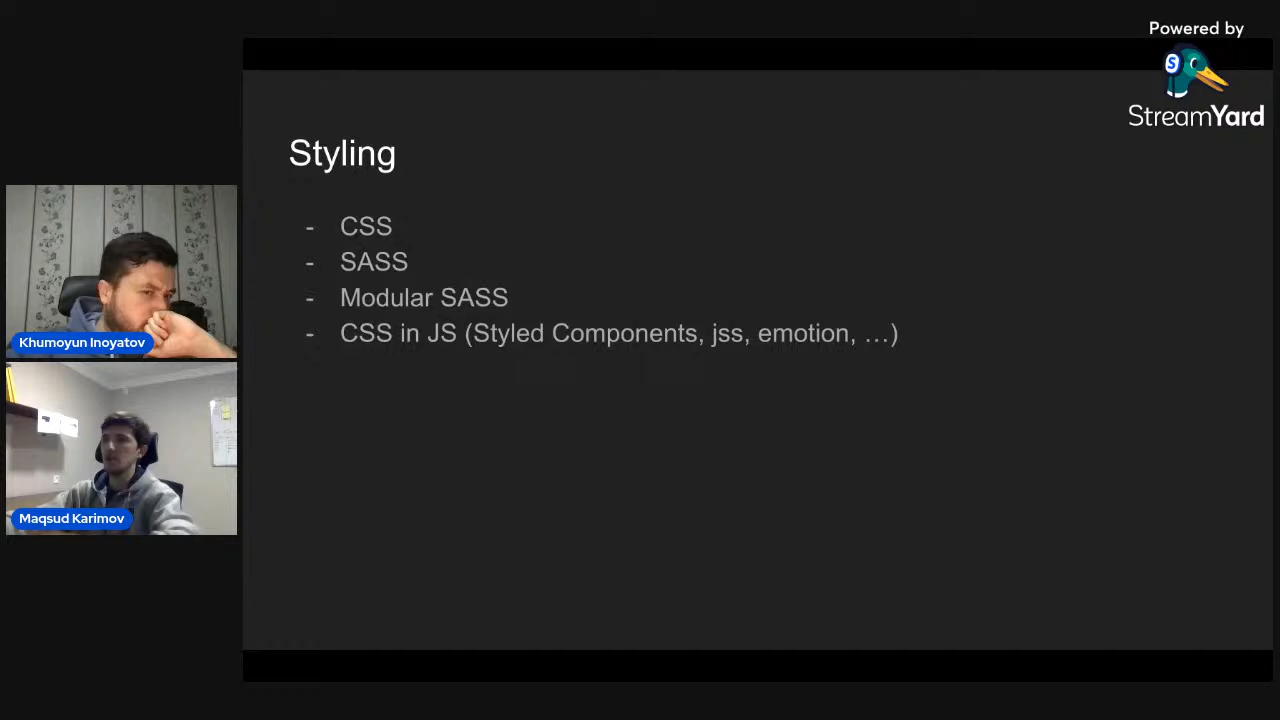 Powered by
StreamYard
Styling
- CSS
- SASS
- Modular SASS
- CSS in JS (Styled Components, jss, emotion, …)
Khumoyun Inoyatov
Maqsud Karimov